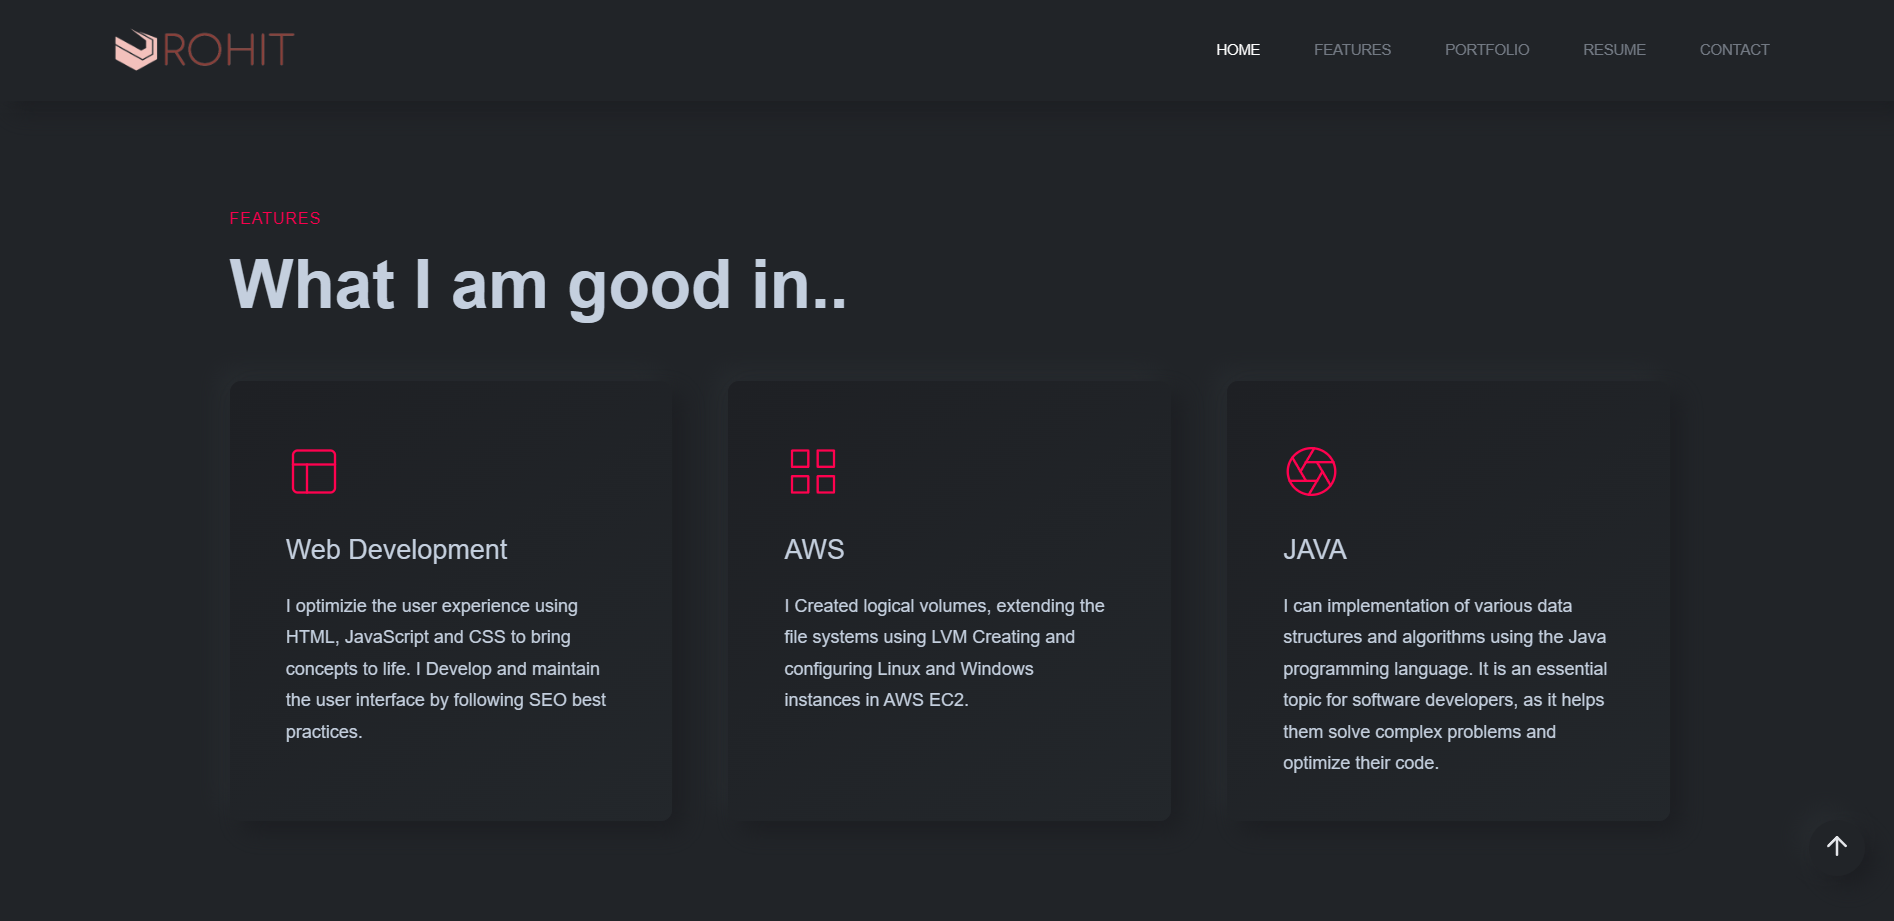 ROHIT
HOME FEATURES PORTFOLIO RESUME CONTACT
FEATURES
What I am good in..
Web Development
I optimizie the user experience using
HTML, JavaScript and CSS to bring
concepts to life. I Develop and maintain
the user interface by following SEO best
practices.
AWS
I Created logical volumes, extending the
file systems using LVM Creating and
configuring Linux and Windows
instances in AWS EC2.
JAVA
I can implementation of various data
structures and algorithms using the Java
programming language. It is an essential
topic for software developers, as it helps
them solve complex problems and
optimize their code.